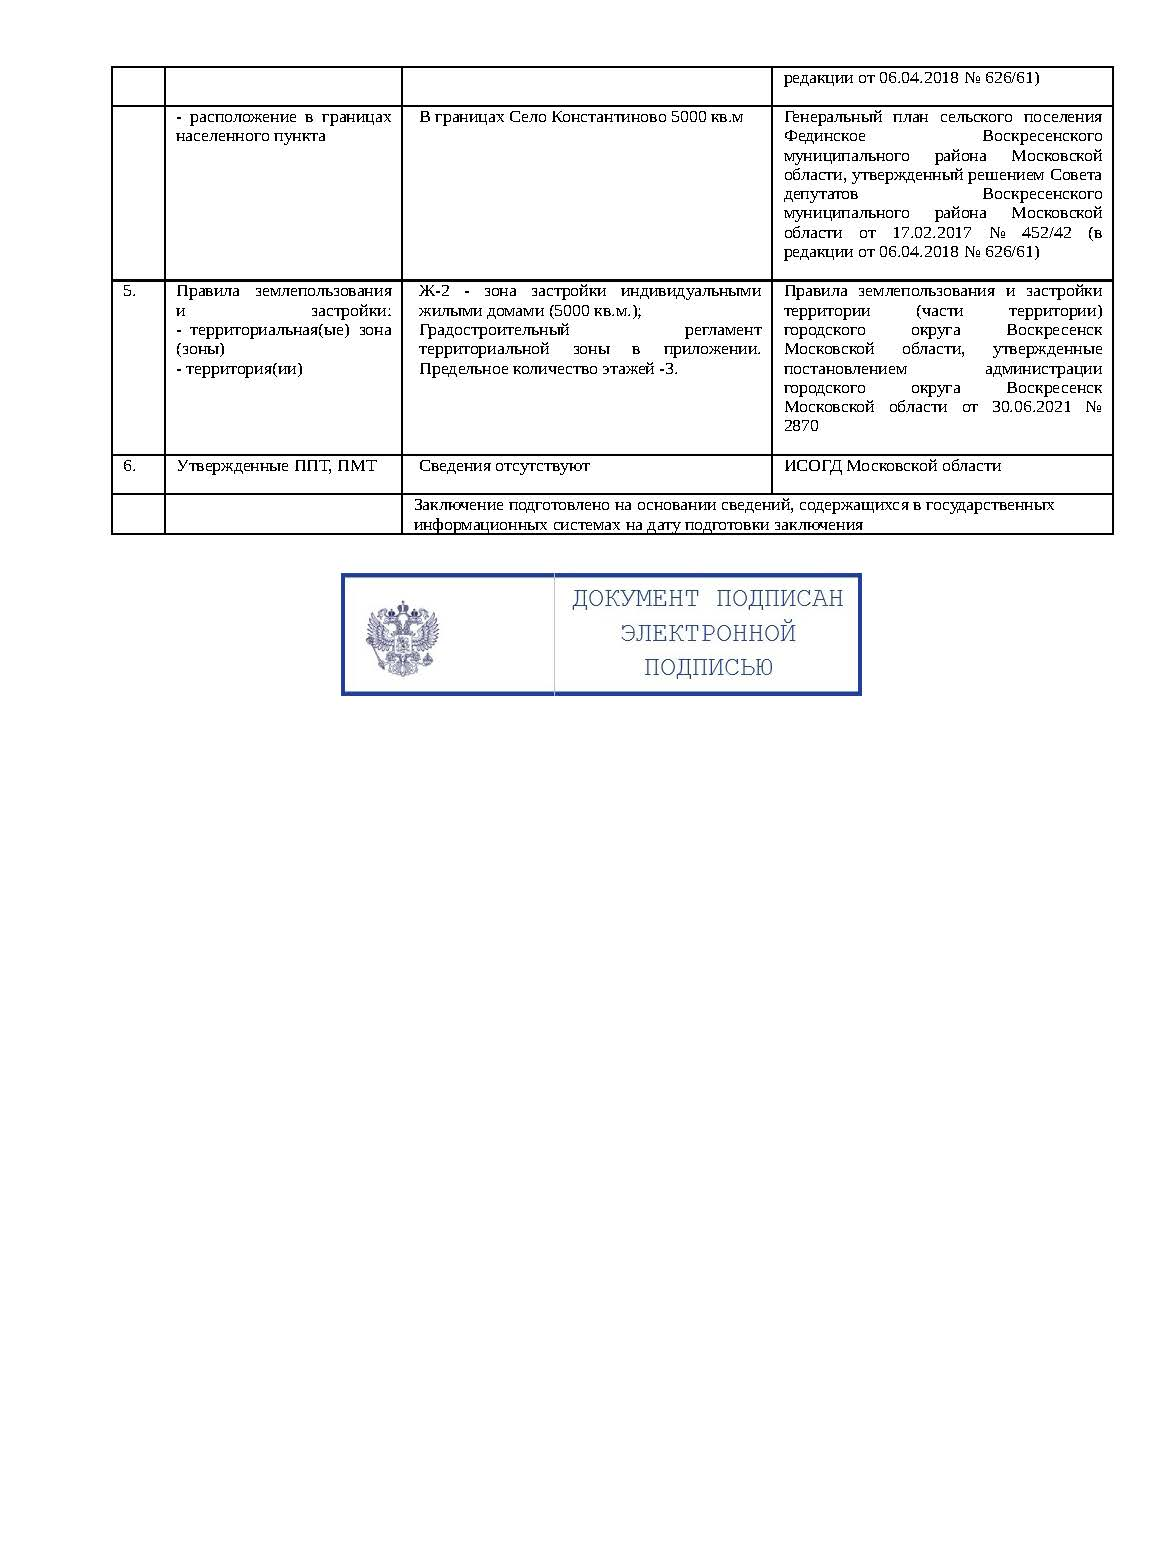 редакции от 06.04.2018 № 626/61)
- расположение в границах
населенного пункта
В границах Село Константиново 5000 кв.м
Генеральный план сельского поселения
Фединское Воскресенского
муниципального района Московской
области, утвержденный решением Совета
депутатов Воскресенского
муниципального района Московской
области от 17.02.2017 № 452/42 (в
редакции от 06.04.2018 № 626/61)
5.
Правила землепользования
и застройки:
- территориальная(ые) зона
(зоны)
- территория(ии)
Ж-2 - зона застройки индивидуальными
жилыми домами (5000 кв.м.);
Градостроительный регламент
территориальной зоны в приложении.
Предельное количество этажей -3.
Правила землепользования и застройки
территории (части территории)
городского округа Воскресенск
Московской области, утвержденные
постановлением администрации
городского округа Воскресенск
Московской области от 30.06.2021 №
2870
6.
Утвержденные ППТ, ПМТ
Сведения отсутствуют
ИСОГД Московской области
Заключение подготовлено на основании сведений, содержащихся в государственных
информационных системах на дату подготовки заключения
ДОКУМЕНТ ПОДПИСАН
ЭЛЕКТРОННОЙ
ПОДПИСЬЮ